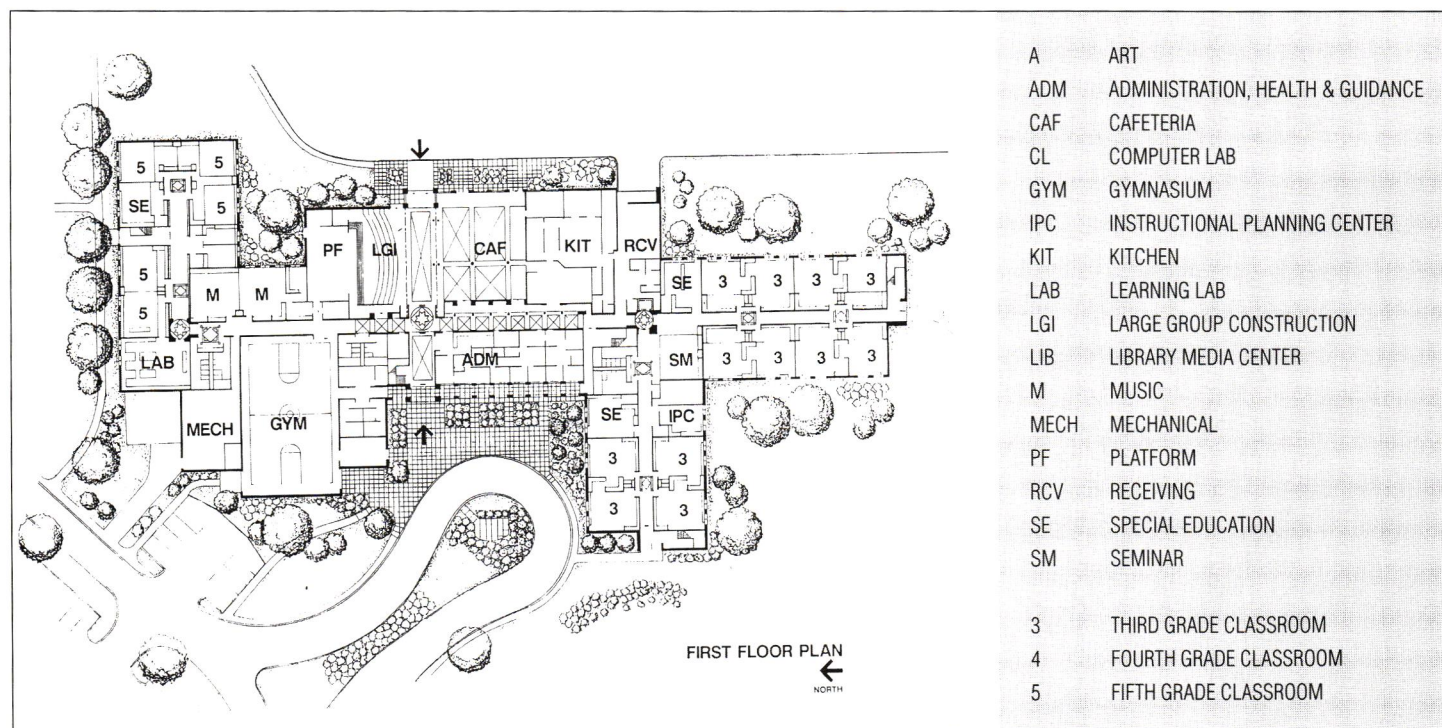 5 5
SE 5
5
5
M M
LAB
MECH
GYM
PF LGI CAF KIT RCV
ADM
SE 3 3 3 3
SM 3 3 3 3
SE IPC
3 3
3 3
FIRST FLOOR PLAN
NORTH
A ART
ADM ADMINISTRATION, HEALTH & GUIDANCE
CAF CAFETERIA
CL COMPUTER LAB
GYM GYMNASIUM
IPC INSTRUCTIONAL PLANNING CENTER
KIT KITCHEN
LAB LEARNING LAB
LGI LARGE GROUP CONSTRUCTION
LIB LIBRARY MEDIA CENTER
M MUSIC
MECH MECHANICAL
PF PLATFORM
RCV RECEIVING
SE SPECIAL EDUCATION
SM SEMINAR
3 THIRD GRADE CLASSROOM
4 FOURTH GRADE CLASSROOM
5 FIFTH GRADE CLASSROOM